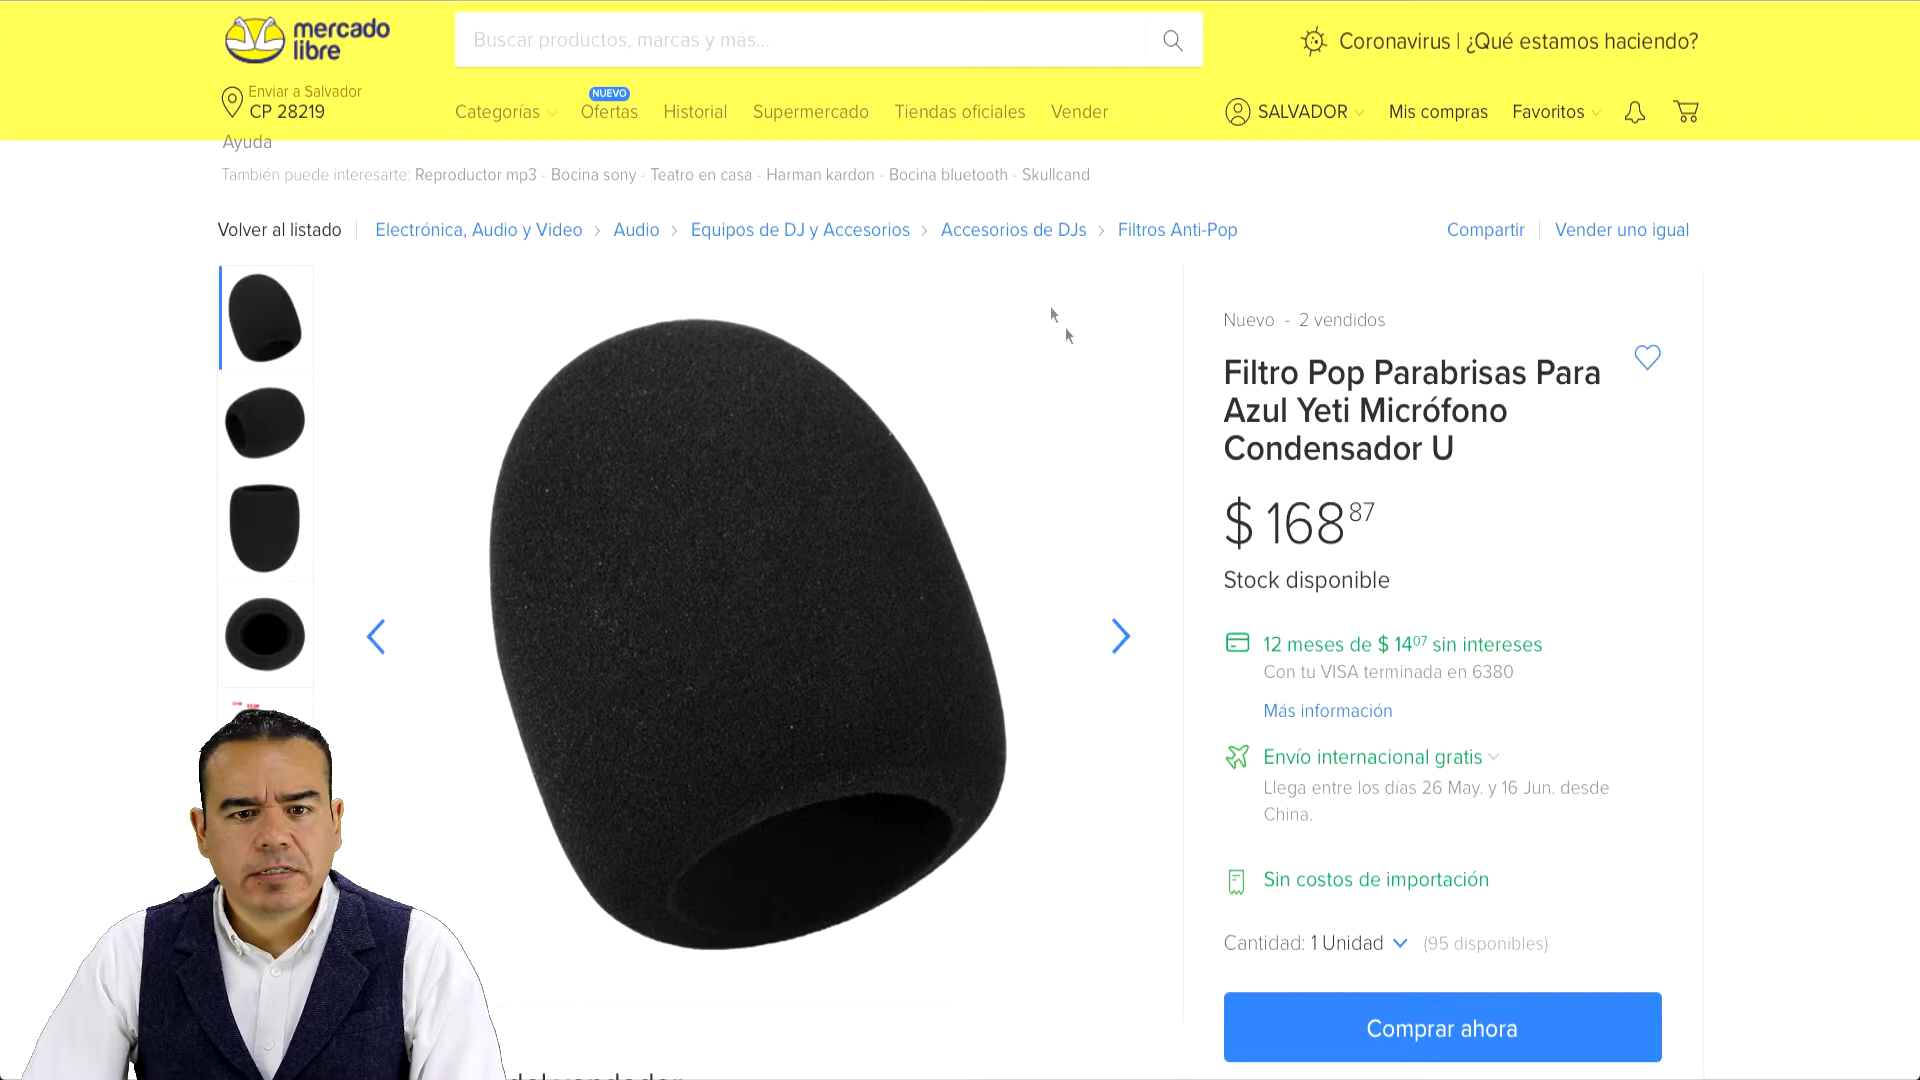 mercado
libre
Buscar productos, marcas y más...
Coronavirus | ¿Qué estamos haciendo?
Enviar a Salvador
CP 28219
Categorías
NUEVO
Ofertas
Historial
Supermercado
Tiendas oficiales
Vender
SALVADOR
Mis compras
Favoritos
Ayuda
También puede interesarte: Reproductor mp3 - Bocina sony - Teatro en casa - Harman kardon - Bocina bluetooth - Skullcand
Volver al listado
Electrónica, Audio y Video > Audio > Equipos de DJ y Accesorios > Accesorios de DJs > Filtros Anti-Pop
Compartir
Vender uno igual
Nuevo - 2 vendidos
Filtro Pop Parabrisas Para
Azul Yeti Micrófono
Condensador U
$ 168 87
Stock disponible
12 meses de $ 14 07 sin intereses
Con tu VISA terminada en 6380
Más información
Envío internacional gratis
Llega entre los días 26 May. y 16 Jun. desde
China.
Sin costos de importación
Cantidad: 1 Unidad (95 disponibles)
Comprar ahora
del vendedor